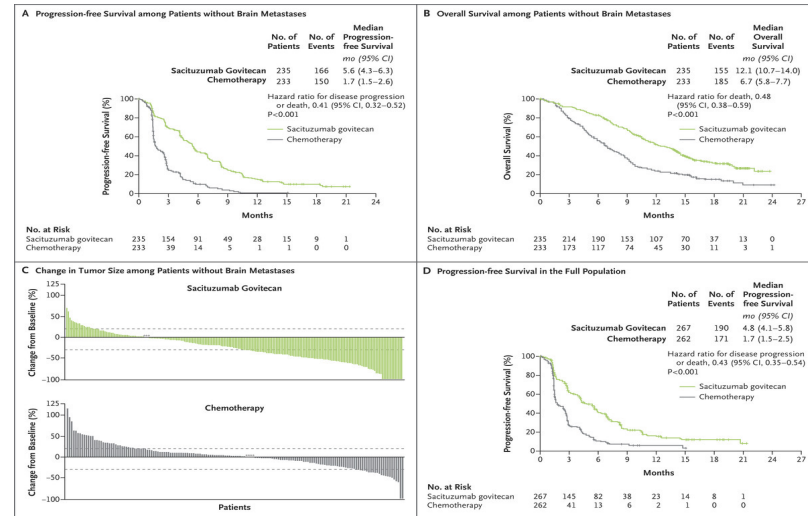 A Progression-free Survival among Patients without Brain Metastases
No. of Patients No. of Events Median Progression-free Survival
mo (95% CI)
Sacituzumab Govitecan 235 166 5.6 (4.3–6.3)
Chemotherapy 233 150 1.7 (1.5–2.6)
Hazard ratio for disease progression
or death, 0.41 (95% CI, 0.32–0.52)
P<0.001
Sacituzumab govitecan
Chemotherapy
Progression-free Survival (%)
100
80
60
40
20
0
0 3 6 9 12 15 18 21 24
Months
No. at Risk
Sacituzumab govitecan 235 154 91 49 28 15 9 1
Chemotherapy 233 39 14 5 1 1 0 0
B Overall Survival among Patients without Brain Metastases
No. of Patients No. of Events Median Overall Survival
mo (95% CI)
Sacituzumab Govitecan 235 155 12.1 (10.7–14.0)
Chemotherapy 233 185 6.7 (5.8–7.7)
Hazard ratio for death, 0.48
(95% CI, 0.38–0.59)
P<0.001
Sacituzumab govitecan
Chemotherapy
Overall Survival (%)
100
80
60
40
20
0
0 3 6 9 12 15 18 21 24 27
Months
No. at Risk
Sacituzumab govitecan 235 214 190 153 107 70 37 13 0
Chemotherapy 233 173 117 74 45 30 11 3 1
C Change in Tumor Size among Patients without Brain Metastases
Sacituzumab Govitecan
Change from Baseline (%)
125
100
50
0
−50
−100
Chemotherapy
Change from Baseline (%)
125
100
50
0
−50
−100
Patients
D Progression-free Survival in the Full Population
No. of Patients No. of Events Median Progression-free Survival
mo (95% CI)
Sacituzumab Govitecan 267 190 4.8 (4.1–5.8)
Chemotherapy 262 171 1.7 (1.5–2.5)
Hazard ratio for disease progression
or death, 0.43 (95% CI, 0.35–0.54)
P<0.001
Sacituzumab govitecan
Chemotherapy
Progression-free Survival (%)
100
80
60
40
20
0
0 3 6 9 12 15 18 21 24
Months
No. at Risk
Sacituzumab govitecan 267 145 82 38 23 14 8 1
Chemotherapy 262 41 13 6 2 1 0 0